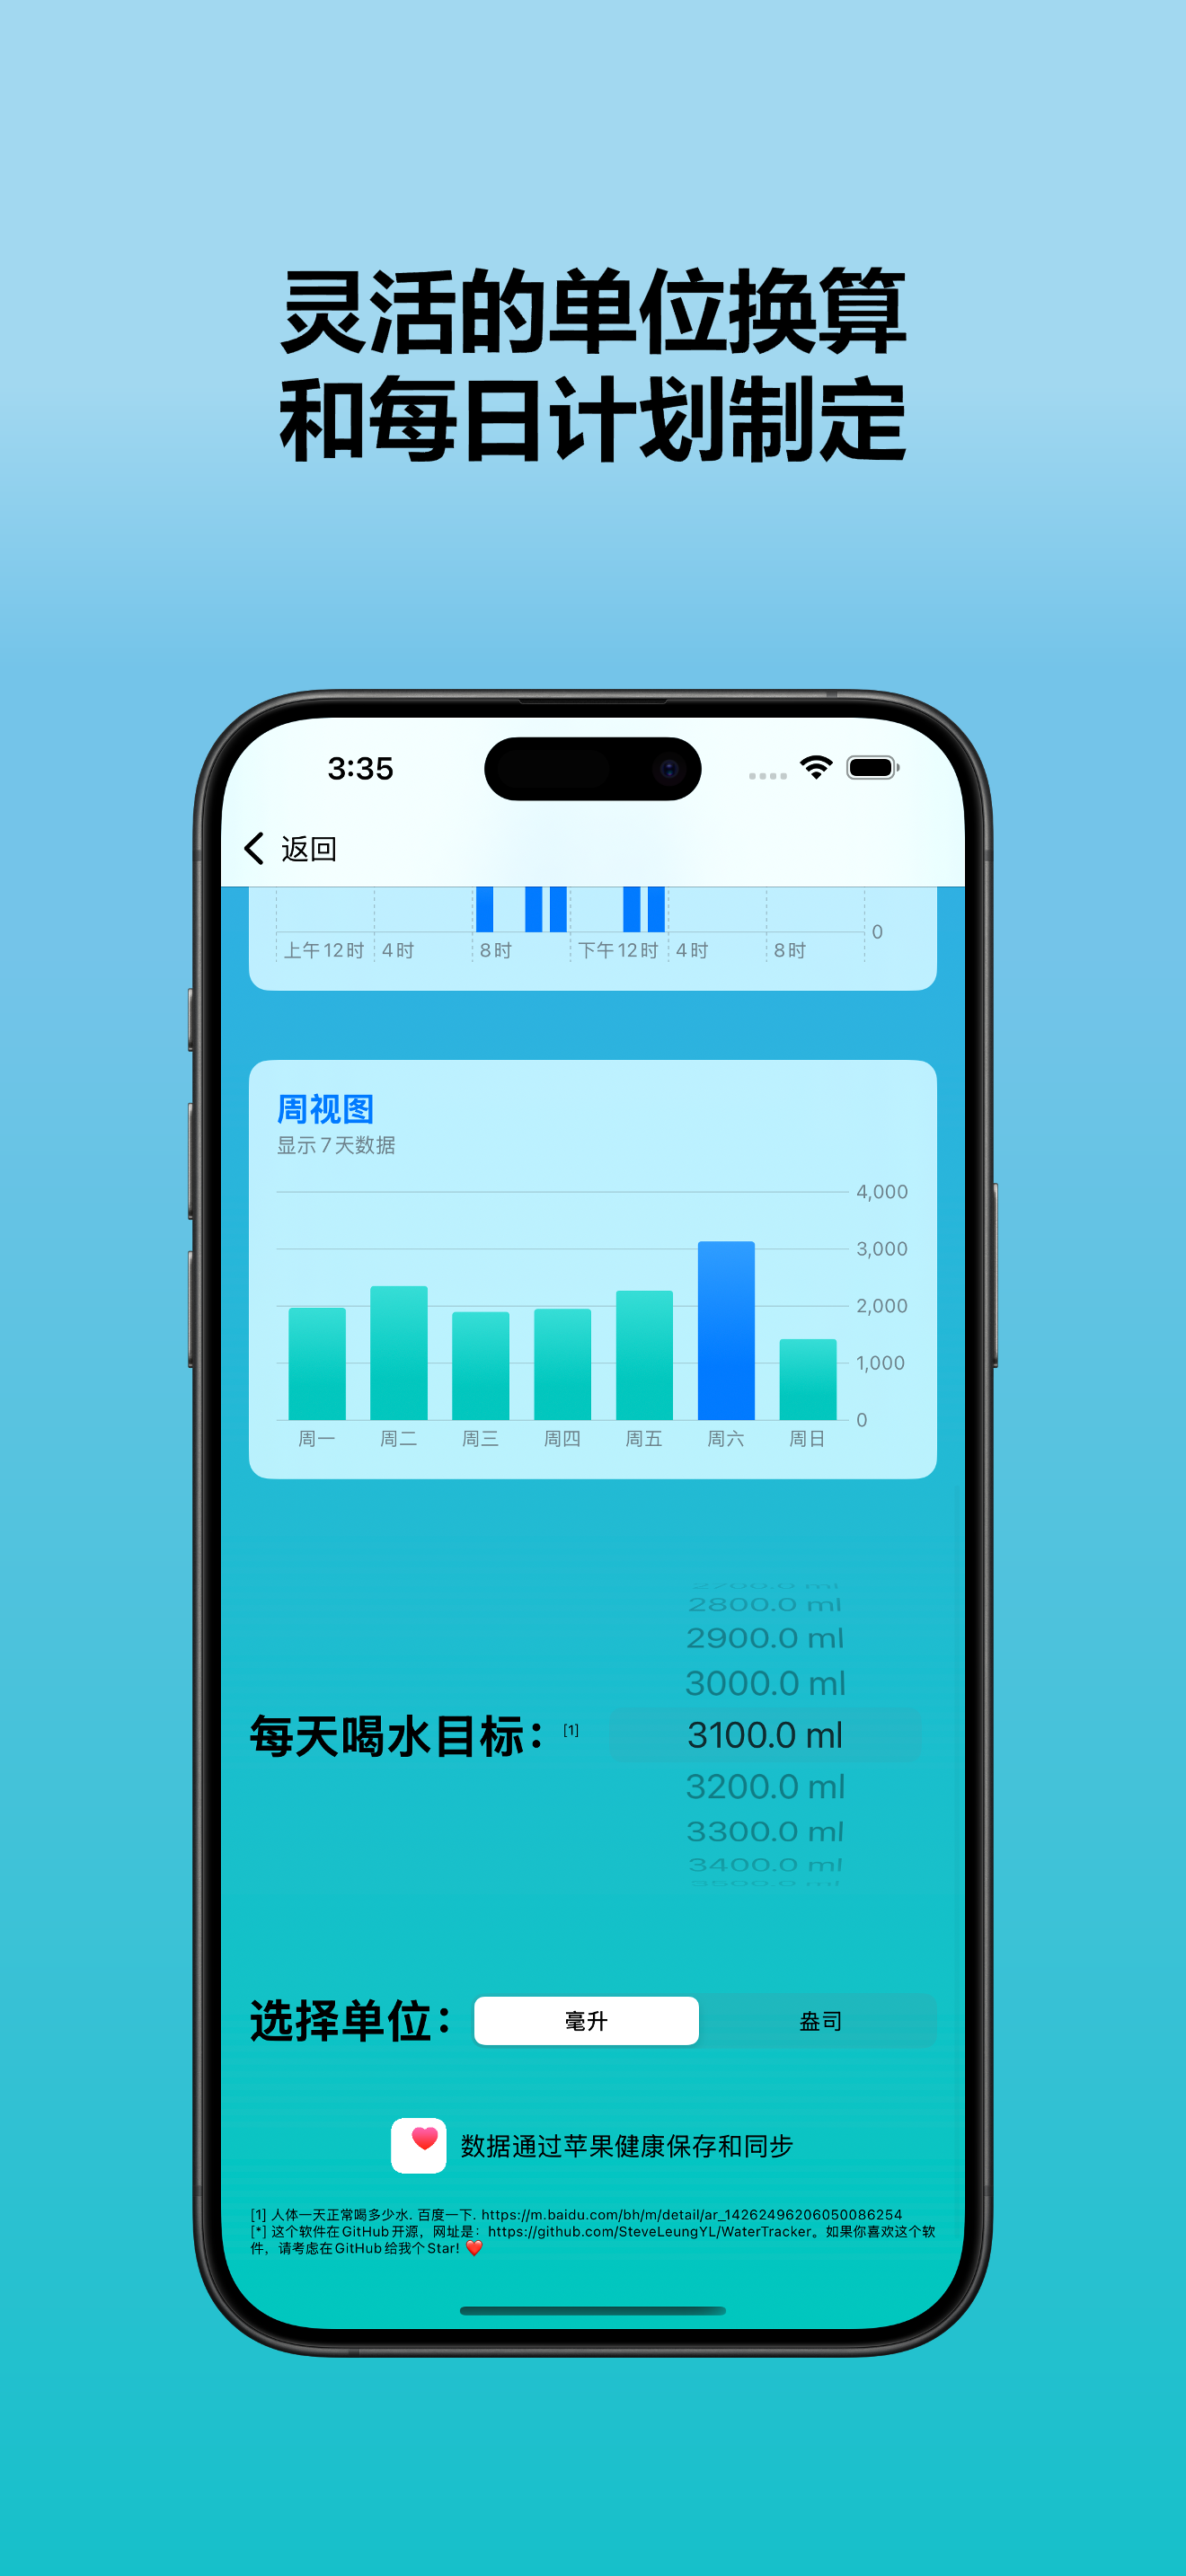 灵活的单位换算
和每日计划制定
3:35
返回
0
上午12时 4时 8时 下午12时 4时 8时
周视图
显示7天数据
4,000
3,000
2,000
1,000
0
周一 周二 周三 周四 周五 周六 周日
2700.0 ml
2800.0 ml
2900.0 ml
3000.0 ml
每天喝水目标：[1] 3100.0 ml
3200.0 ml
3300.0 ml
3400.0 ml
3500.0 ml
选择单位： 毫升 盎司
数据通过苹果健康保存和同步
[1] 人体一天正常喝多少水. 百度一下. https://m.baidu.com/bh/m/detail/ar_14262496206050086254
[*] 这个软件在GitHub开源，网址是：https://github.com/SteveLeungYL/WaterTracker。如果你喜欢这个软
件，请考虑在GitHub给我个Star! ❤️